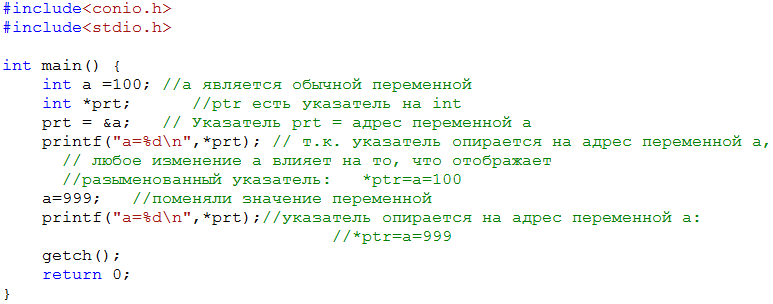 #include<conio.h>
#include<stdio.h>
int main() {
int a =100; //а является обычной переменной
int *prt; //ptr есть указатель на int
prt = &a; // Указатель prt = адрес переменной а
printf("a=%d\n",*prt); // т.к. указатель опирается на адрес переменной а,
// любое изменение а влияет на то, что отображает
//разыменованный указатель: *ptr=a=100
a=999; //поменяли значение переменной
printf("a=%d\n",*prt);//указатель опирается на адрес переменной а:
//*ptr=a=999
getch();
return 0;
}